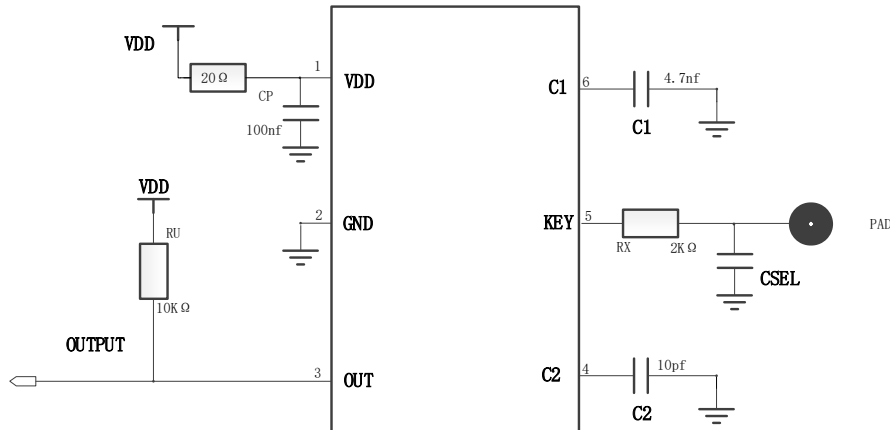 VDD
20Ω
CP
100nf
1
VDD
C1
6
4.7nf
C1
VDD
RU
10KΩ
2
GND
KEY
5
RX
2KΩ
PAD
CSEL
OUTPUT
3
OUT
C2
4
10pf
C2